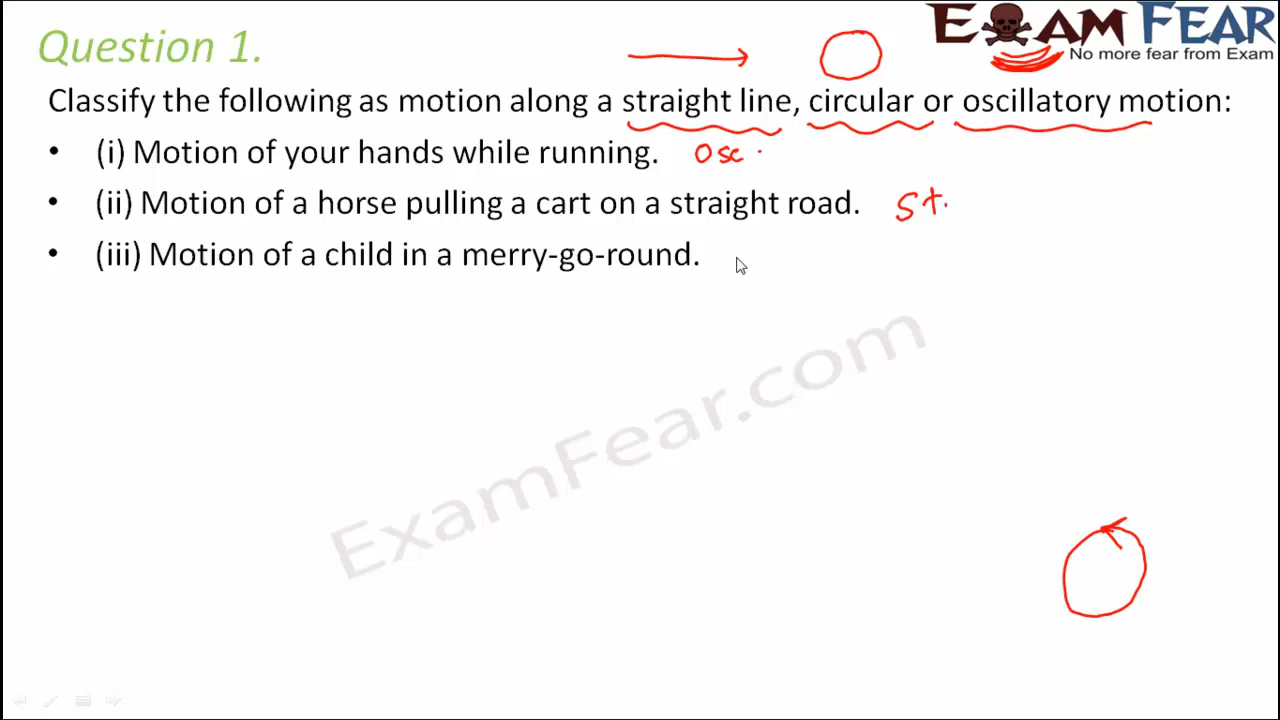 EXAM FEAR
No more fear from Exam
Question 1.
Classify the following as motion along a straight line, circular or oscillatory motion:
• (i) Motion of your hands while running. Osc.
• (ii) Motion of a horse pulling a cart on a straight road. St.
• (iii) Motion of a child in a merry-go-round.
ExamFear.com